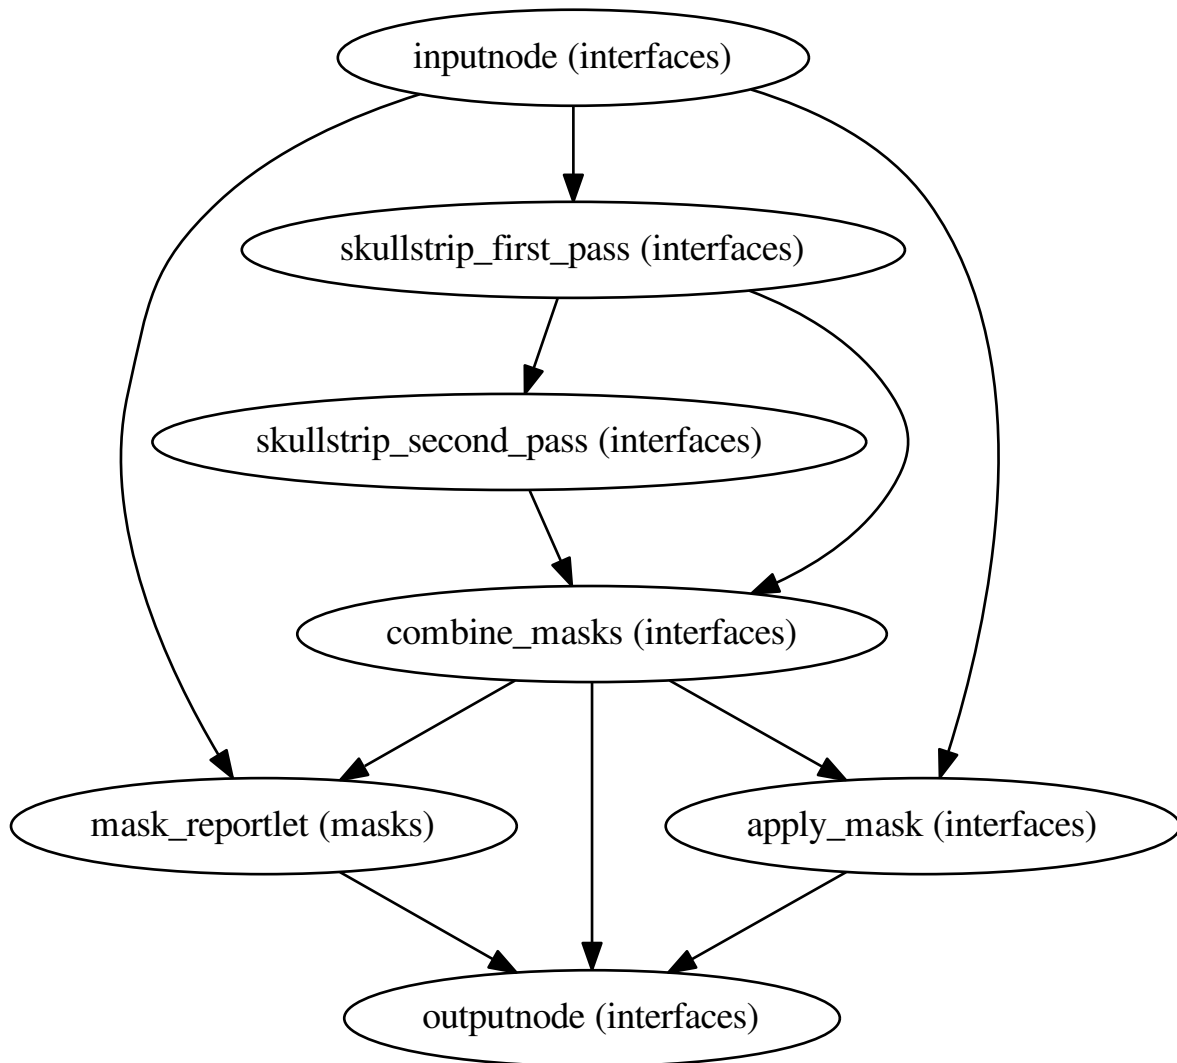 inputnode (interfaces)
skullstrip_first_pass (interfaces)
skullstrip_second_pass (interfaces)
combine_masks (interfaces)
mask_reportlet (masks)
apply_mask (interfaces)
outputnode (interfaces)